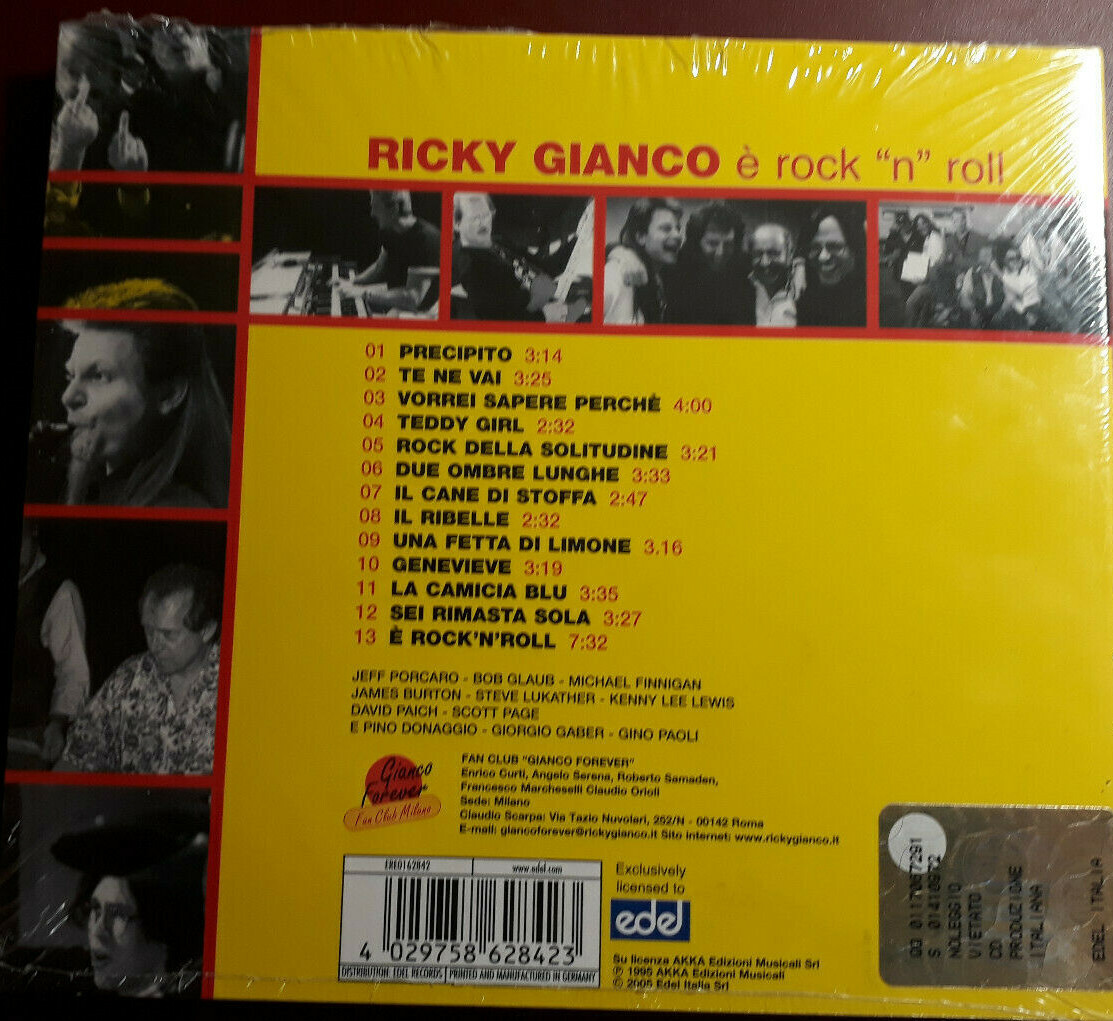 RICKY GIANCO è rock “n” roll
01 PRECIPITO 3:14
02 TE NE VAI 3:25
03 VORREI SAPERE PERCHÈ 4:00
04 TEDDY GIRL 2:32
05 ROCK DELLA SOLITUDINE 3:21
06 DUE OMBRE LUNGHE 3:33
07 IL CANE DI STOFFA 2:47
08 IL RIBELLE 2:32
09 UNA FETTA DI LIMONE 3.16
10 GENEVIEVE 3:19
11 LA CAMICIA BLU 3:35
12 SEI RIMASTA SOLA 3:27
13 È ROCK'N'ROLL 7:32
JEFF PORCARO - BOB GLAUB - MICHAEL FINNIGAN
JAMES BURTON - STEVE LUKATHER - KENNY LEE LEWIS
DAVID PAICH - SCOTT PAGE
E PINO DONAGGIO - GIORGIO GABER - GINO PAOLI
Gianco
Forever
Fan Club Milano
FAN CLUB "GIANCO FOREVER"
Enrico Curti, Angelo Serena, Roberto Samaden,
Francesco Marcheselli Claudio Orioli
Sede: Milano
Claudio Scarpa: Via Tazio Nuvolari, 252/N - 00142 Roma
E-mail: giancoforever@rickygianco.it Sito internet: www.rickygianco.it
ERE0162842 www.edel.com
4 029758 628423
DISTRIBUTION: EDEL RECORDS PRINTED AND MANUFACTURED IN GERMANY
Exclusively
licensed to
edel
Su licenza AKKA Edizioni Musicali Srl
℗ 1995 AKKA Edizioni Musicali
© 2005 Edel Italia Srl
S 01410972
NOLEGGIO
VIETATO
CD
PRODUZIONE
ITALIANA
EDEL ITALIA